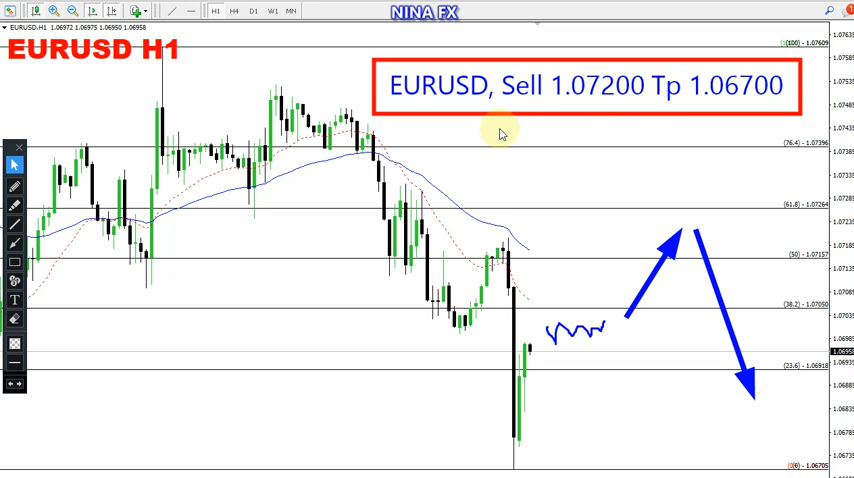 H1 H4 D1 W1 MN
NINA FX
EURUSD,H1 1.06972 1.06975 1.06950 1.06958
EURUSD H1
EURUSD, Sell 1.07200 Tp 1.06700
(100) - 1.07609
(76.4) - 1.07396
(61.8) - 1.07264
(50) - 1.07157
(38.2) - 1.07050
(23.6) - 1.06918
(0) - 1.06705
1.07635
1.07585
1.07535
1.07485
1.07435
1.07385
1.07335
1.07285
1.07235
1.07185
1.07135
1.07085
1.07035
1.06985
1.06958
1.06935
1.06885
1.06835
1.06785
1.06735
T